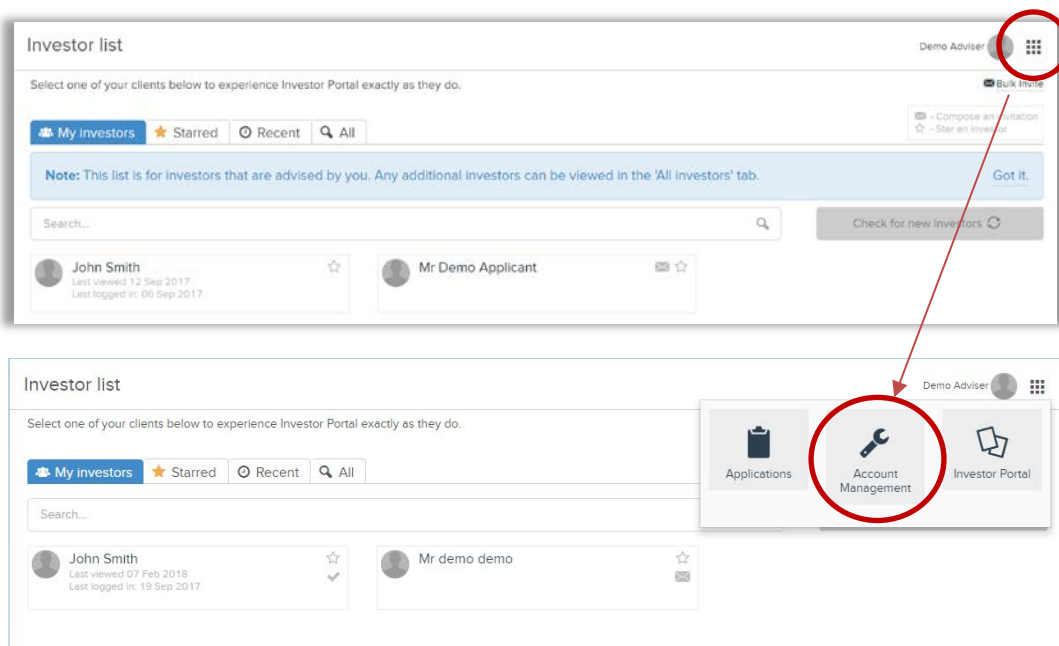 Investor list
Demo Adviser
Select one of your clients below to experience Investor Portal exactly as they do.
Bulk Invite
My investors
Starred
Recent
All
- Compose an invitation
- Star an investor
Note: This list is for investors that are advised by you. Any additional investors can be viewed in the 'All investors' tab.
Got it.
Search...
Check for new investors
John Smith
Last viewed 12 Sep 2017
Last logged in: 06 Sep 2017
Mr Demo Applicant
Investor list
Demo Adviser
Select one of your clients below to experience Investor Portal exactly as they do.
My investors
Starred
Recent
All
Applications
Account
Management
Investor Portal
Search...
John Smith
Last viewed 07 Feb 2018
Last logged in: 19 Sep 2017
Mr demo demo